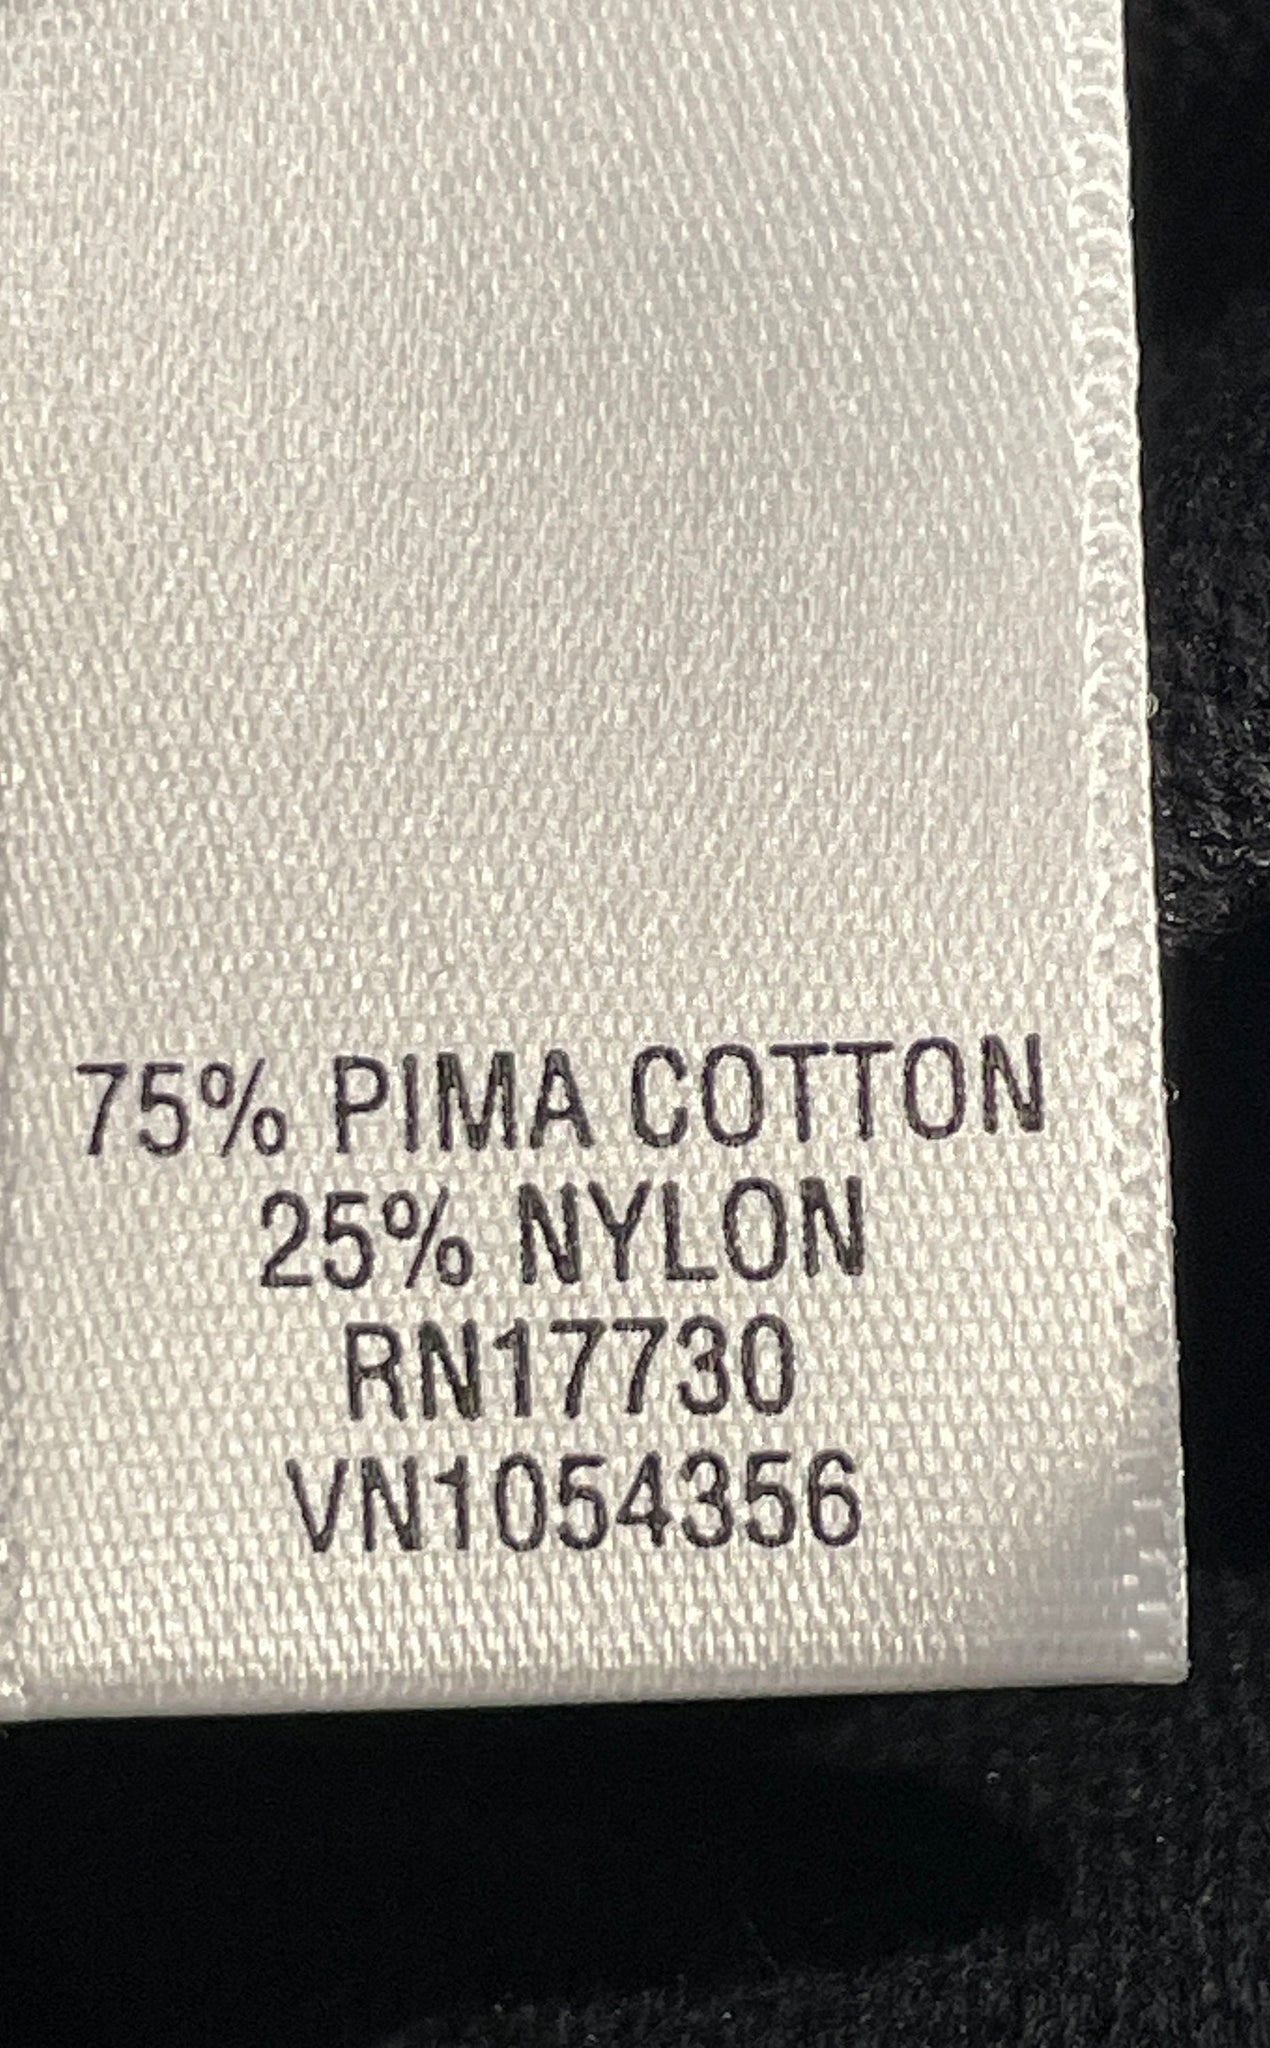 75% PIMA COTTON
25% NYLON
RN17730
VN1054356